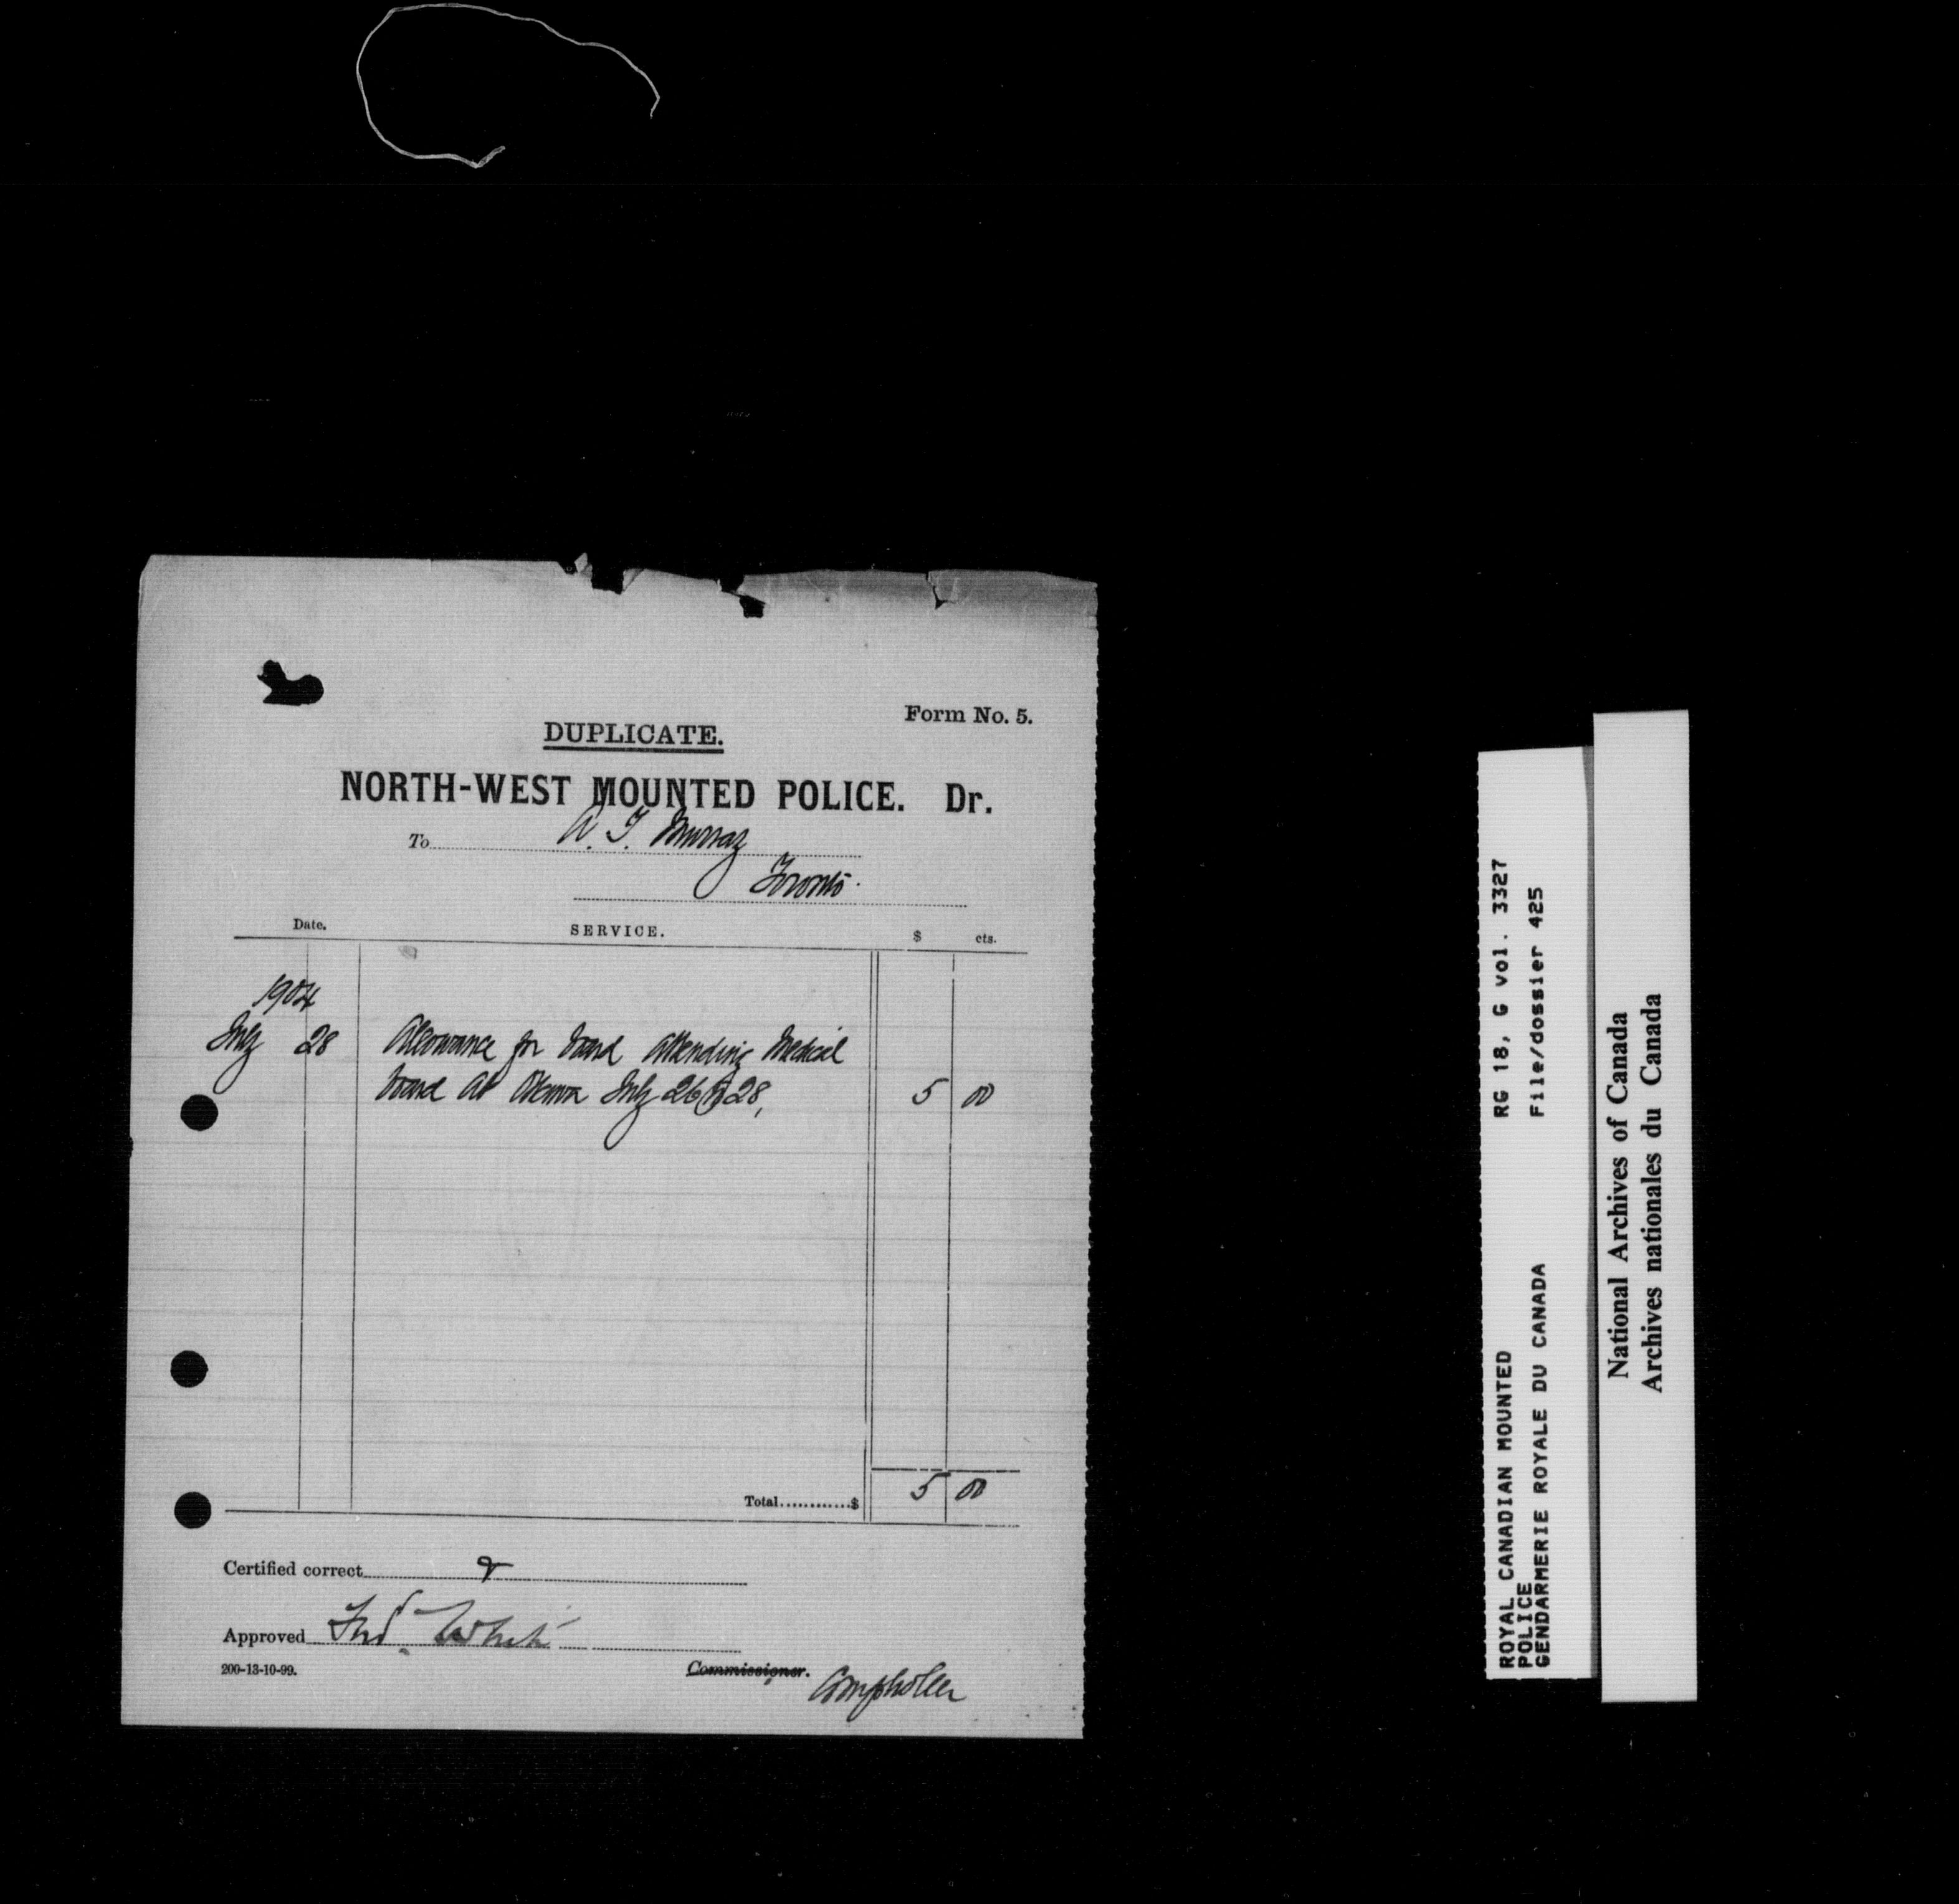 Form No. 5.
DUPLICATE.
NORTH-WEST MOUNTED POLICE. Dr.
To A. T. Murray
Toronto.
Date. SERVICE. $ cts.
1904
July 28 Allowance for board attending Medical
board at Ottawa July 26 to 28, 5 00
Total............$ 5 00
Certified correct
Approved Fred. White
200-13-10-99. Commissioner. Comptroller
RG 18, G vol. 3327
File/dossier 425
ROYAL CANADIAN MOUNTED
POLICE
GENDARMERIE ROYALE DU CANADA
National Archives of Canada
Archives nationales du Canada